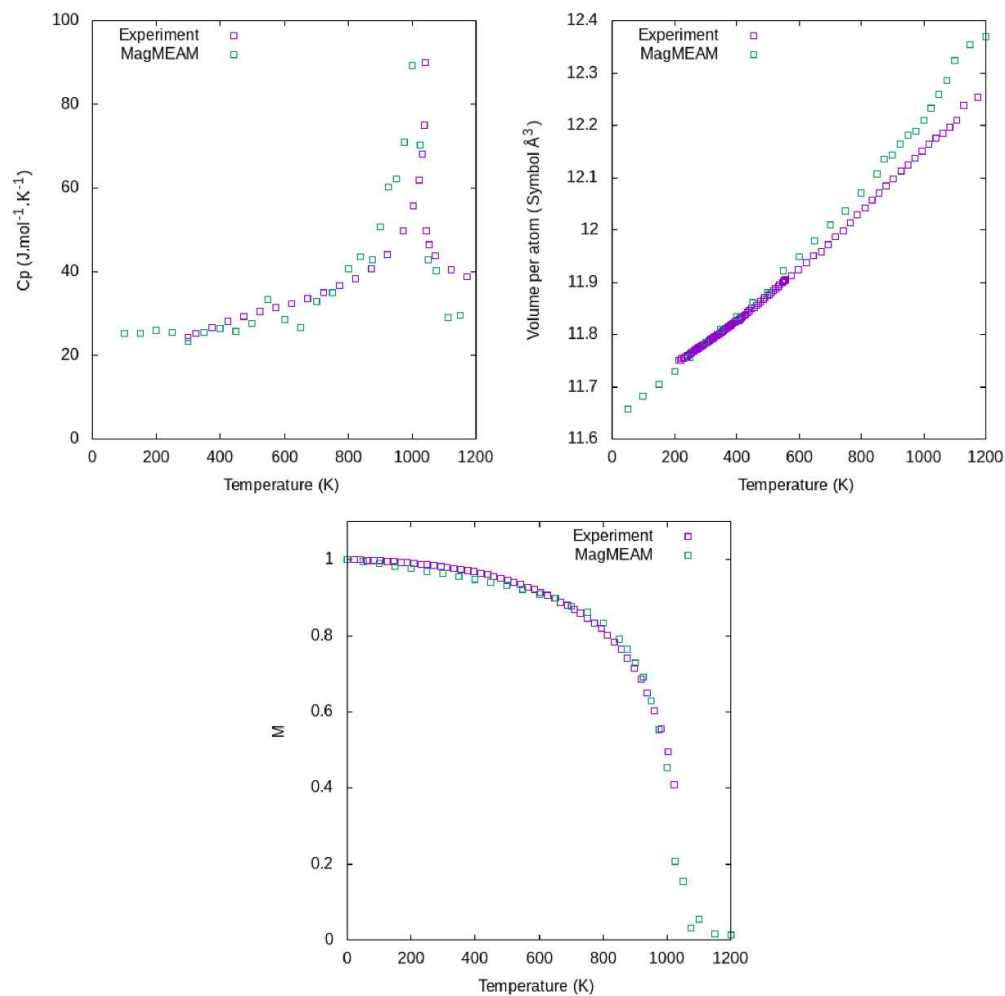 100
80
60
40
20
0
Cp (J.mol⁻¹.K⁻¹)
Experiment
MagMEAM
0 200 400 600 800 1000 1200
Temperature (K)
12.4
12.3
12.2
12.1
12
11.9
11.8
11.7
11.6
Volume per atom ( Symbol Å³)
Experiment
MagMEAM
0 200 400 600 800 1000 1200
Temperature (K)
1
0.8
0.6
0.4
0.2
0
M
Experiment
MagMEAM
0 200 400 600 800 1000 1200
Temperature (K)